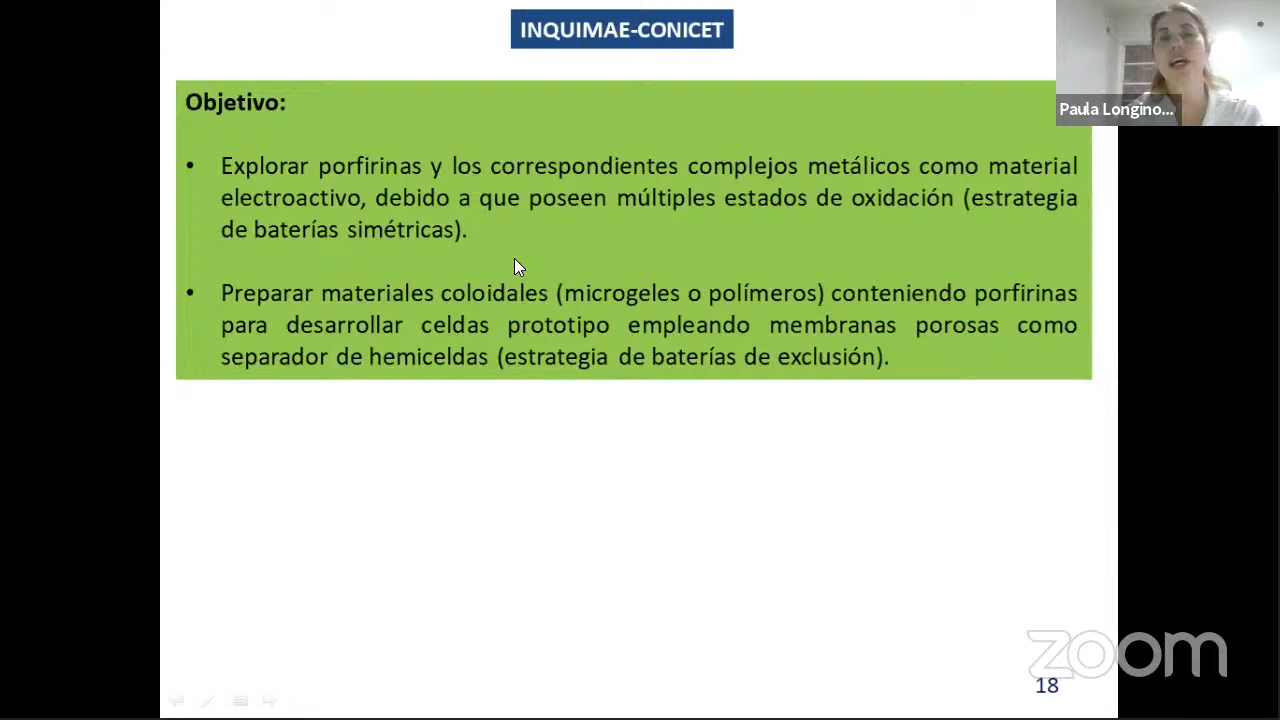 INQUIMAE-CONICET
Paula Longino...
Objetivo:
• Explorar porfirinas y los correspondientes complejos metálicos como material
electroactivo, debido a que poseen múltiples estados de oxidación (estrategia
de baterías simétricas).
• Preparar materiales coloidales (microgeles o polímeros) conteniendo porfirinas
para desarrollar celdas prototipo empleando membranas porosas como
separador de hemiceldas (estrategia de baterías de exclusión).
zoom
18